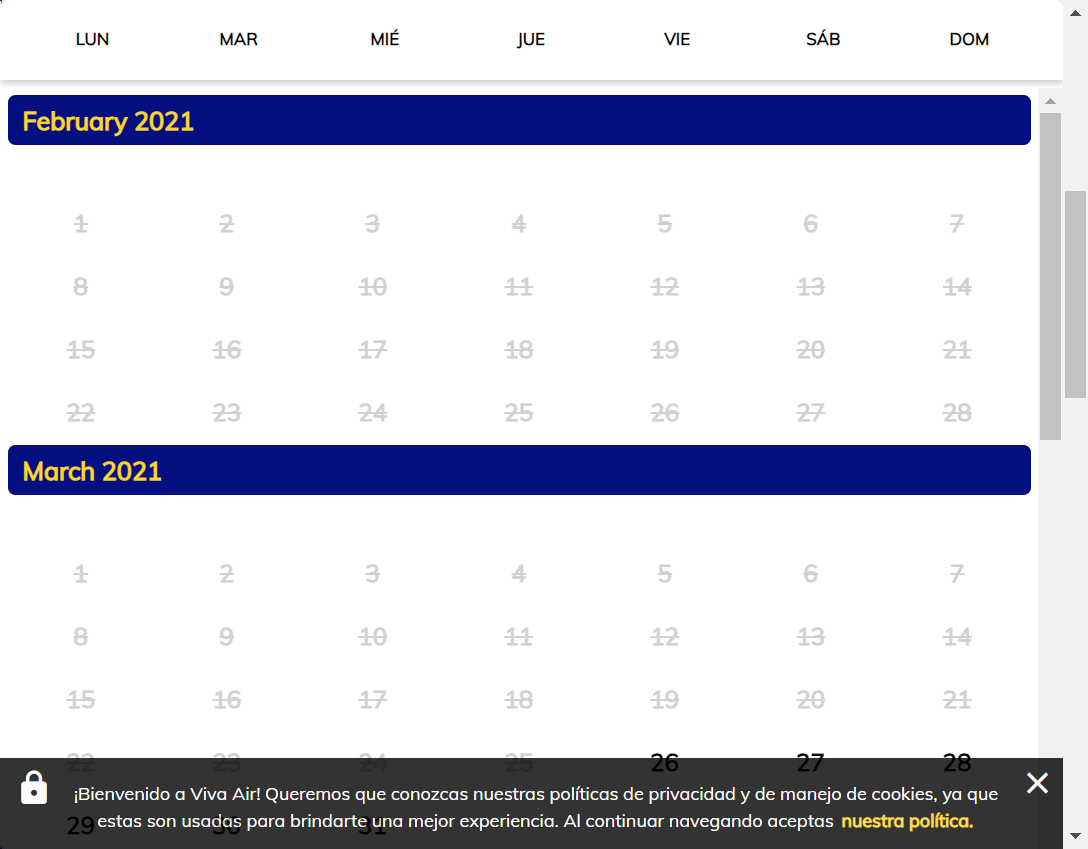 LUN MAR MIÉ JUE VIE SÁB DOM
February 2021
1 2 3 4 5 6 7
8 9 10 11 12 13 14
15 16 17 18 19 20 21
22 23 24 25 26 27 28
March 2021
1 2 3 4 5 6 7
8 9 10 11 12 13 14
15 16 17 18 19 20 21
22 23 24 25 26 27 28
29 30 31
¡Bienvenido a Viva Air! Queremos que conozcas nuestras políticas de privacidad y de manejo de cookies, ya que
estas son usadas para brindarte una mejor experiencia. Al continuar navegando aceptas nuestra política.